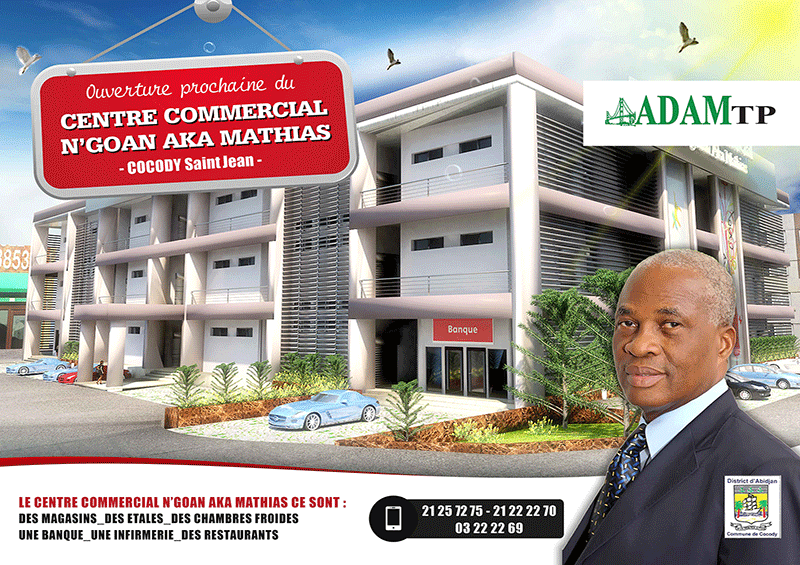 Ouverture prochaine du
CENTRE COMMERCIAL
N'GOAN AKA MATHIAS
- COCODY Saint Jean -
ADAMTP
3853
Banque
LE CENTRE COMMERCIAL N'GOAN AKA MATHIAS CE SONT :
DES MAGASINS_DES ETALES_DES CHAMBRES FROIDES
UNE BANQUE_UNE INFIRMERIE_DES RESTAURANTS
21 25 72 75 - 21 22 22 70
03 22 22 69
District d'Abidjan
Commune de Cocody